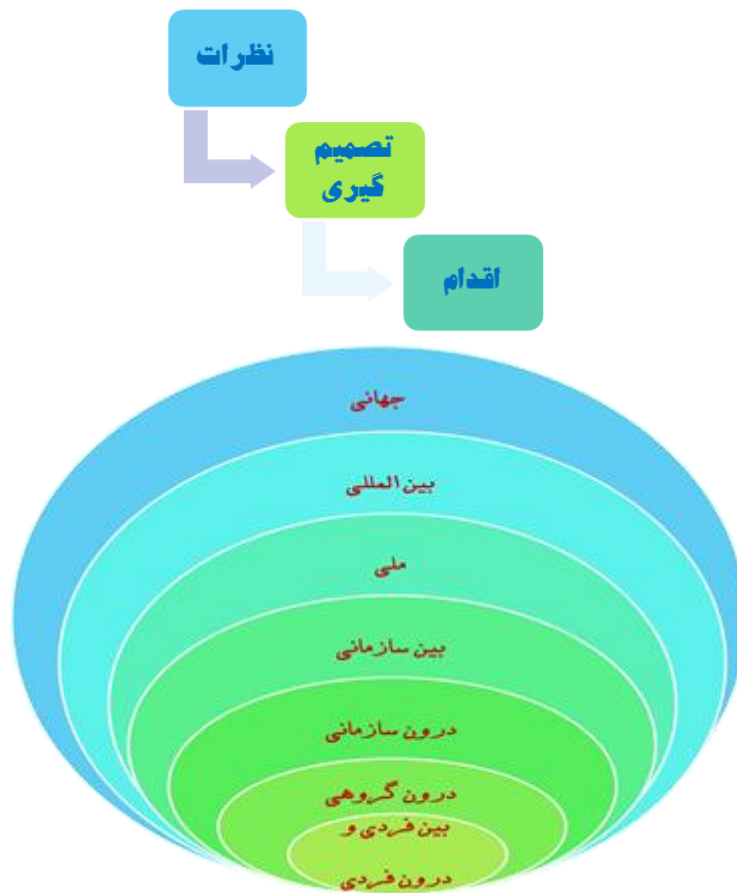 نظرات
تصمیم
گیری
اقدام
جهانی
بین المللی
ملی
بین سازمانی
درون سازمانی
درون گروهی
بین فردی و
درون فردی